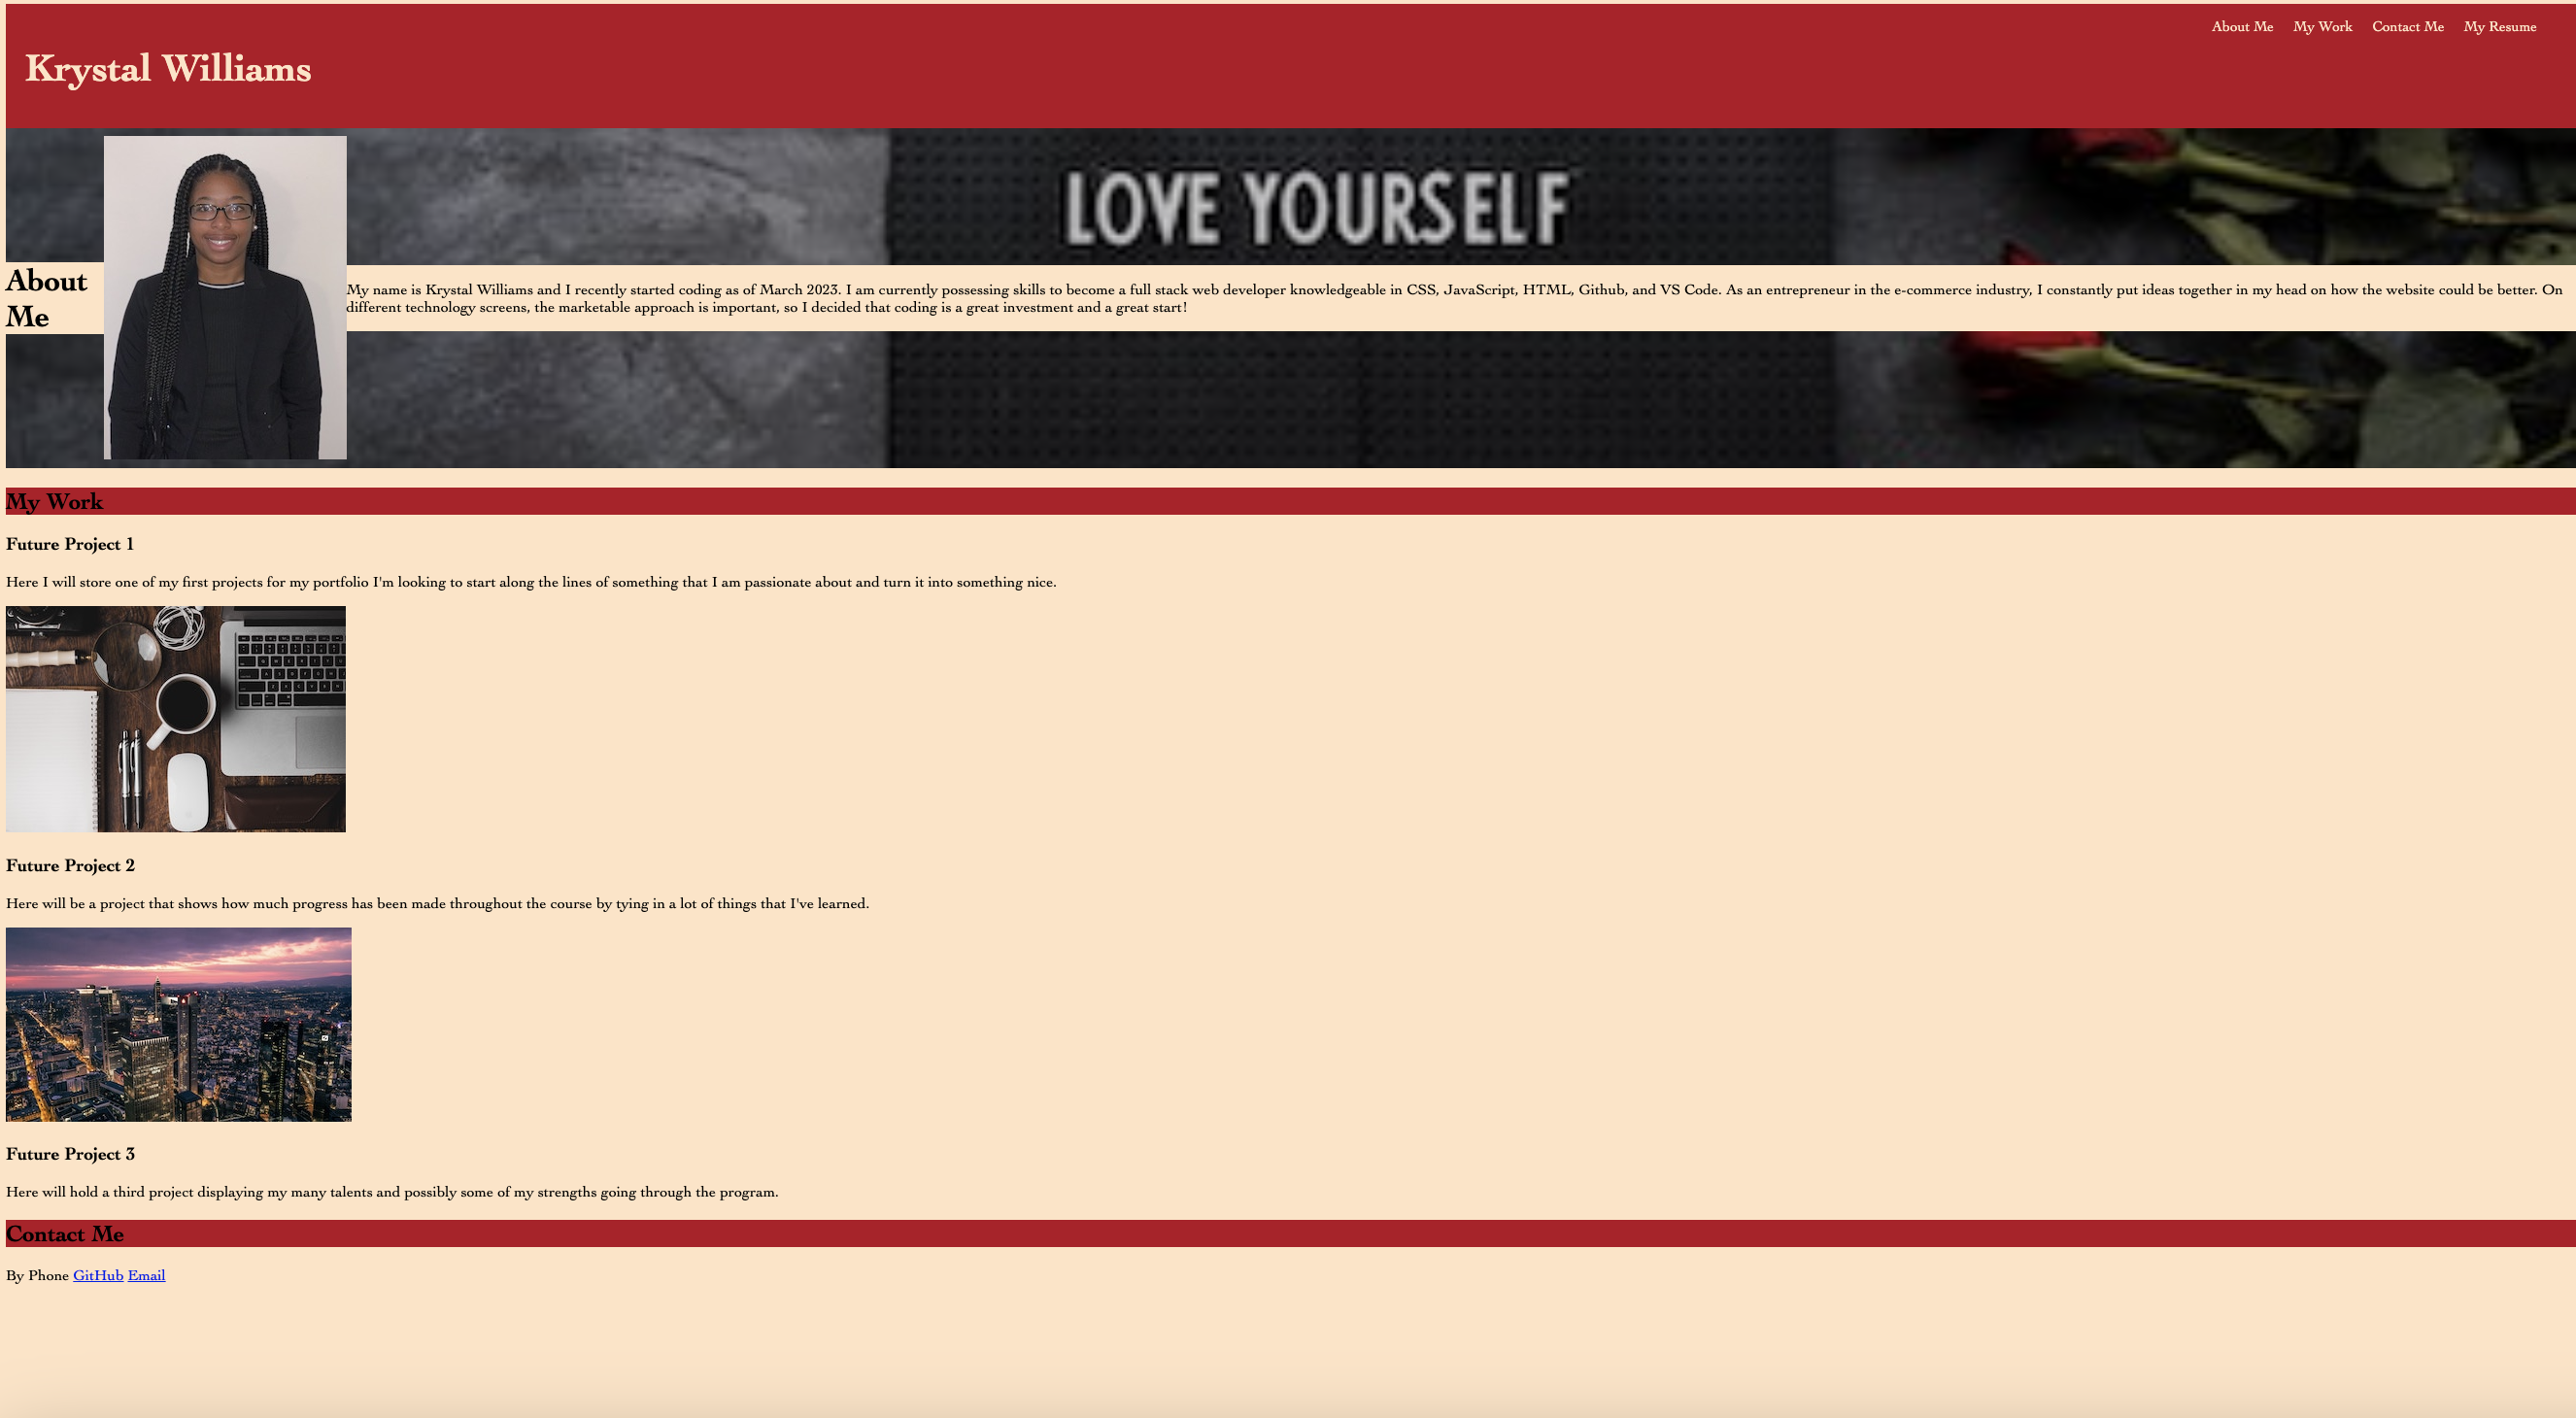 About Me My Work Contact Me My Resume
Krystal Williams
LOVE YOURSELF
About
Me
My name is Krystal Williams and I recently started coding as of March 2023. I am currently possessing skills to become a full stack web developer knowledgeable in CSS, JavaScript, HTML, Github, and VS Code. As an entrepreneur in the e-commerce industry, I constantly put ideas together in my head on how the website could be better. On
different technology screens, the marketable approach is important, so I decided that coding is a great investment and a great start!
My Work
Future Project 1
Here I will store one of my first projects for my portfolio I'm looking to start along the lines of something that I am passionate about and turn it into something nice.
Future Project 2
Here will be a project that shows how much progress has been made throughout the course by tying in a lot of things that I've learned.
Future Project 3
Here will hold a third project displaying my many talents and possibly some of my strengths going through the program.
Contact Me
By Phone GitHub Email